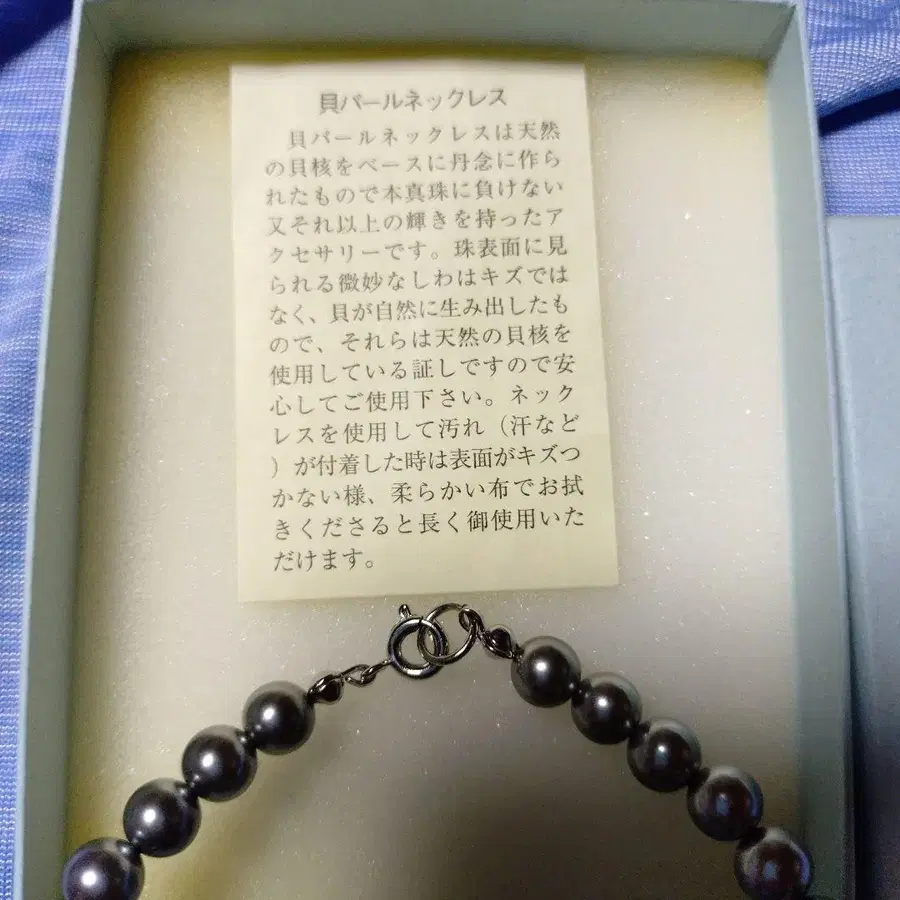 貝パールネックレス
貝パールネックレスは天然
の貝核をベースに丹念に作ら
れたもので本真珠に負けない
又それ以上の輝きを持ったア
クセサリーです。珠表面に見
られる微妙なしわはキズでは
なく、貝が自然に生み出したも
ので、それらは天然の貝核を
使用している証しですので安
心してご使用下さい。ネック
レスを使用して汚れ（汗など
）が付着した時は表面がキズつ
かない様、柔らかい布でお拭
きくださると長く御使用いた
だけます。